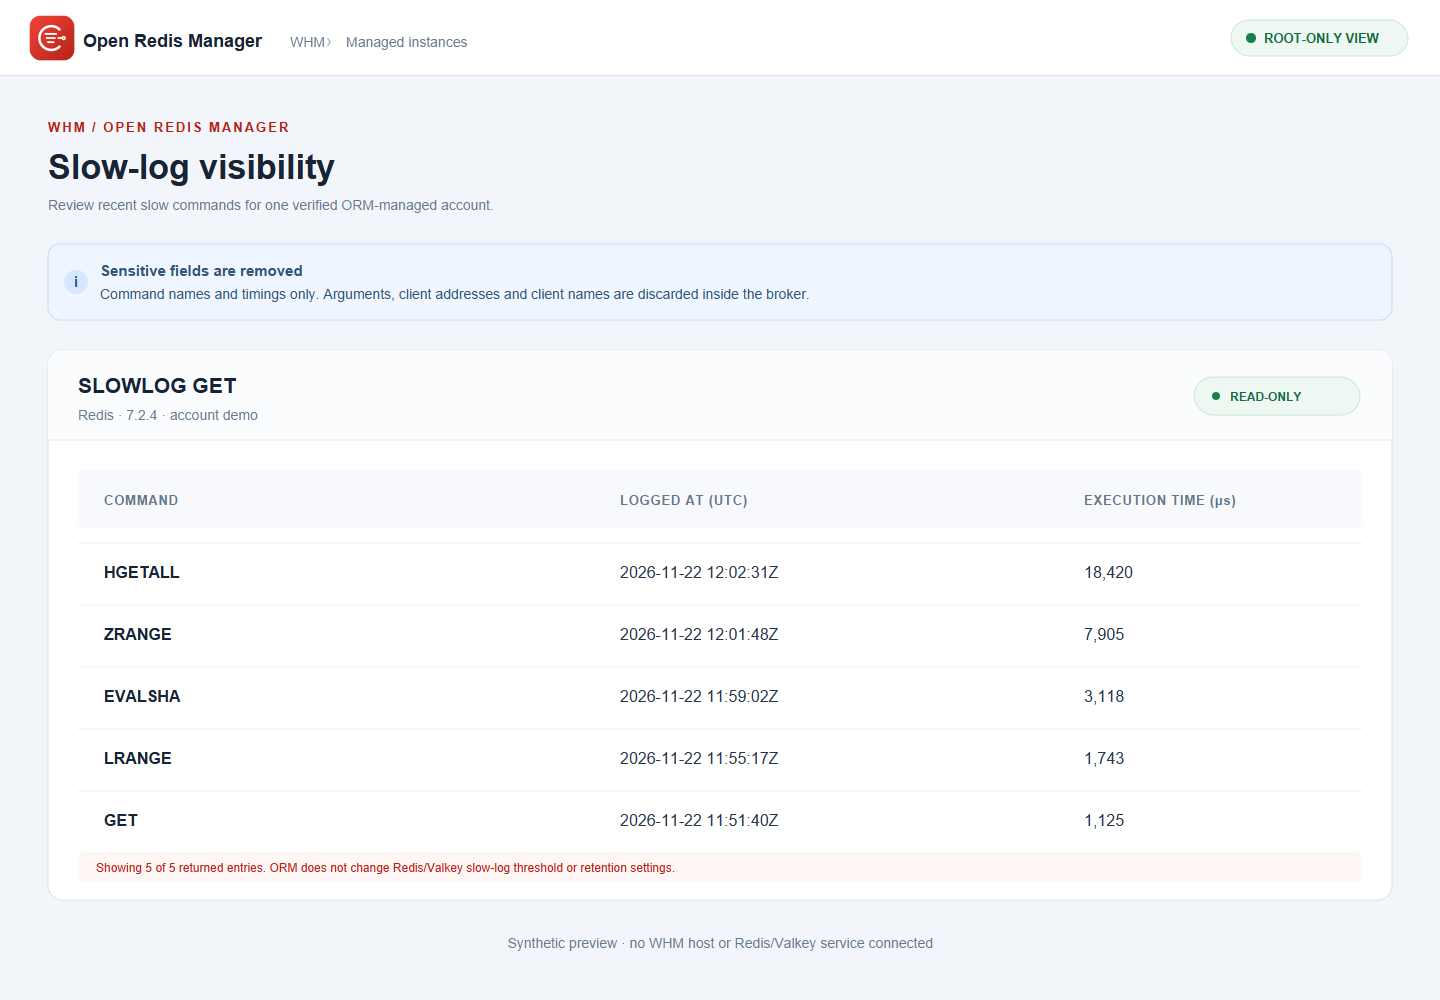 Open Redis Manager WHM › Managed instances ROOT-ONLY VIEW
WHM / OPEN REDIS MANAGER
Slow-log visibility
Review recent slow commands for one verified ORM-managed account.
i Sensitive fields are removed
Command names and timings only. Arguments, client addresses and client names are discarded inside the broker.
SLOWLOG GET
Redis · 7.2.4 · account demo
READ-ONLY
COMMAND LOGGED AT (UTC) EXECUTION TIME (µs)
HGETALL 2026-11-22 12:02:31Z 18,420
ZRANGE 2026-11-22 12:01:48Z 7,905
EVALSHA 2026-11-22 11:59:02Z 3,118
LRANGE 2026-11-22 11:55:17Z 1,743
GET 2026-11-22 11:51:40Z 1,125
Showing 5 of 5 returned entries. ORM does not change Redis/Valkey slow-log threshold or retention settings.
Synthetic preview · no WHM host or Redis/Valkey service connected